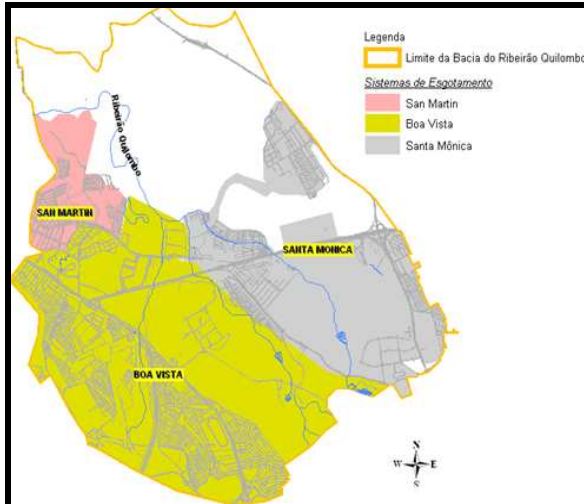 Legenda
Limite da Bacia do Ribeirão Quilombo
Sistemas de Esgotamento
San Martin
Boa Vista
Santa Mônica
Ribeirão Quilombo
SAN MARTIN
SANTA MONICA
BOA VISTA
N
W E
S